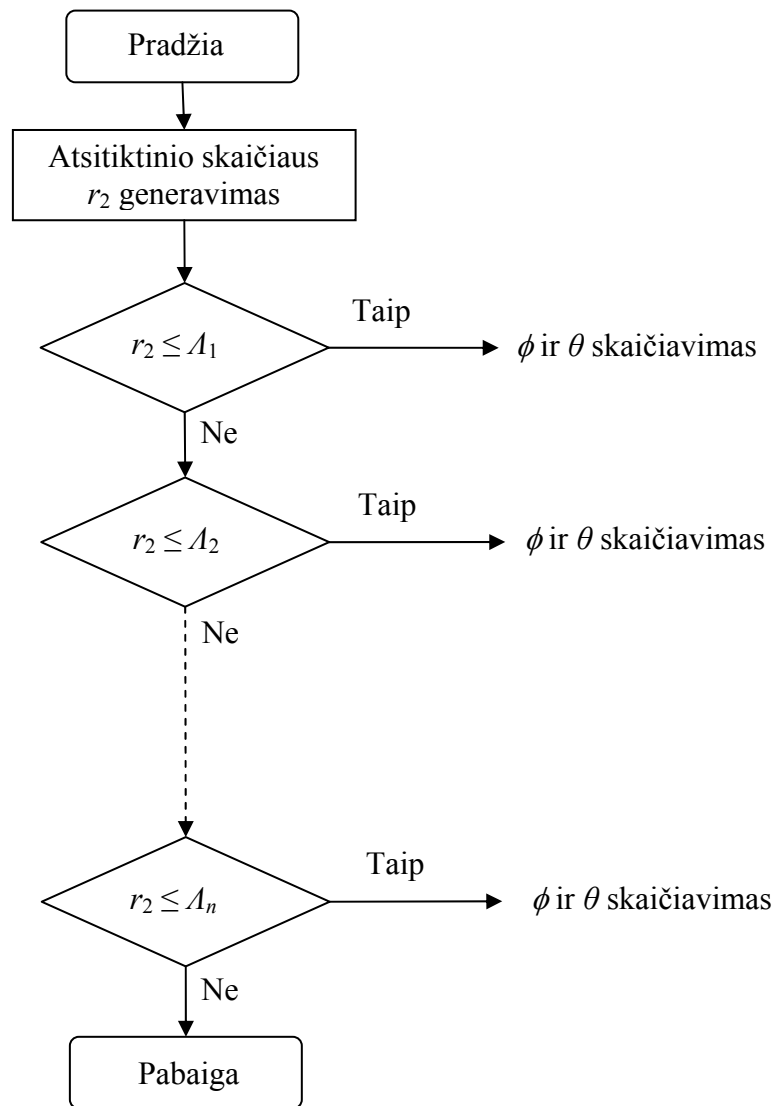 Pradžia
Atsitiktinio skaičiaus
r₂ generavimas
Taip
r₂ ≤ Λ₁
ϕ ir θ skaičiavimas
Ne
Taip
r₂ ≤ Λ₂
ϕ ir θ skaičiavimas
Ne
Taip
r₂ ≤ Λₙ
ϕ ir θ skaičiavimas
Ne
Pabaiga